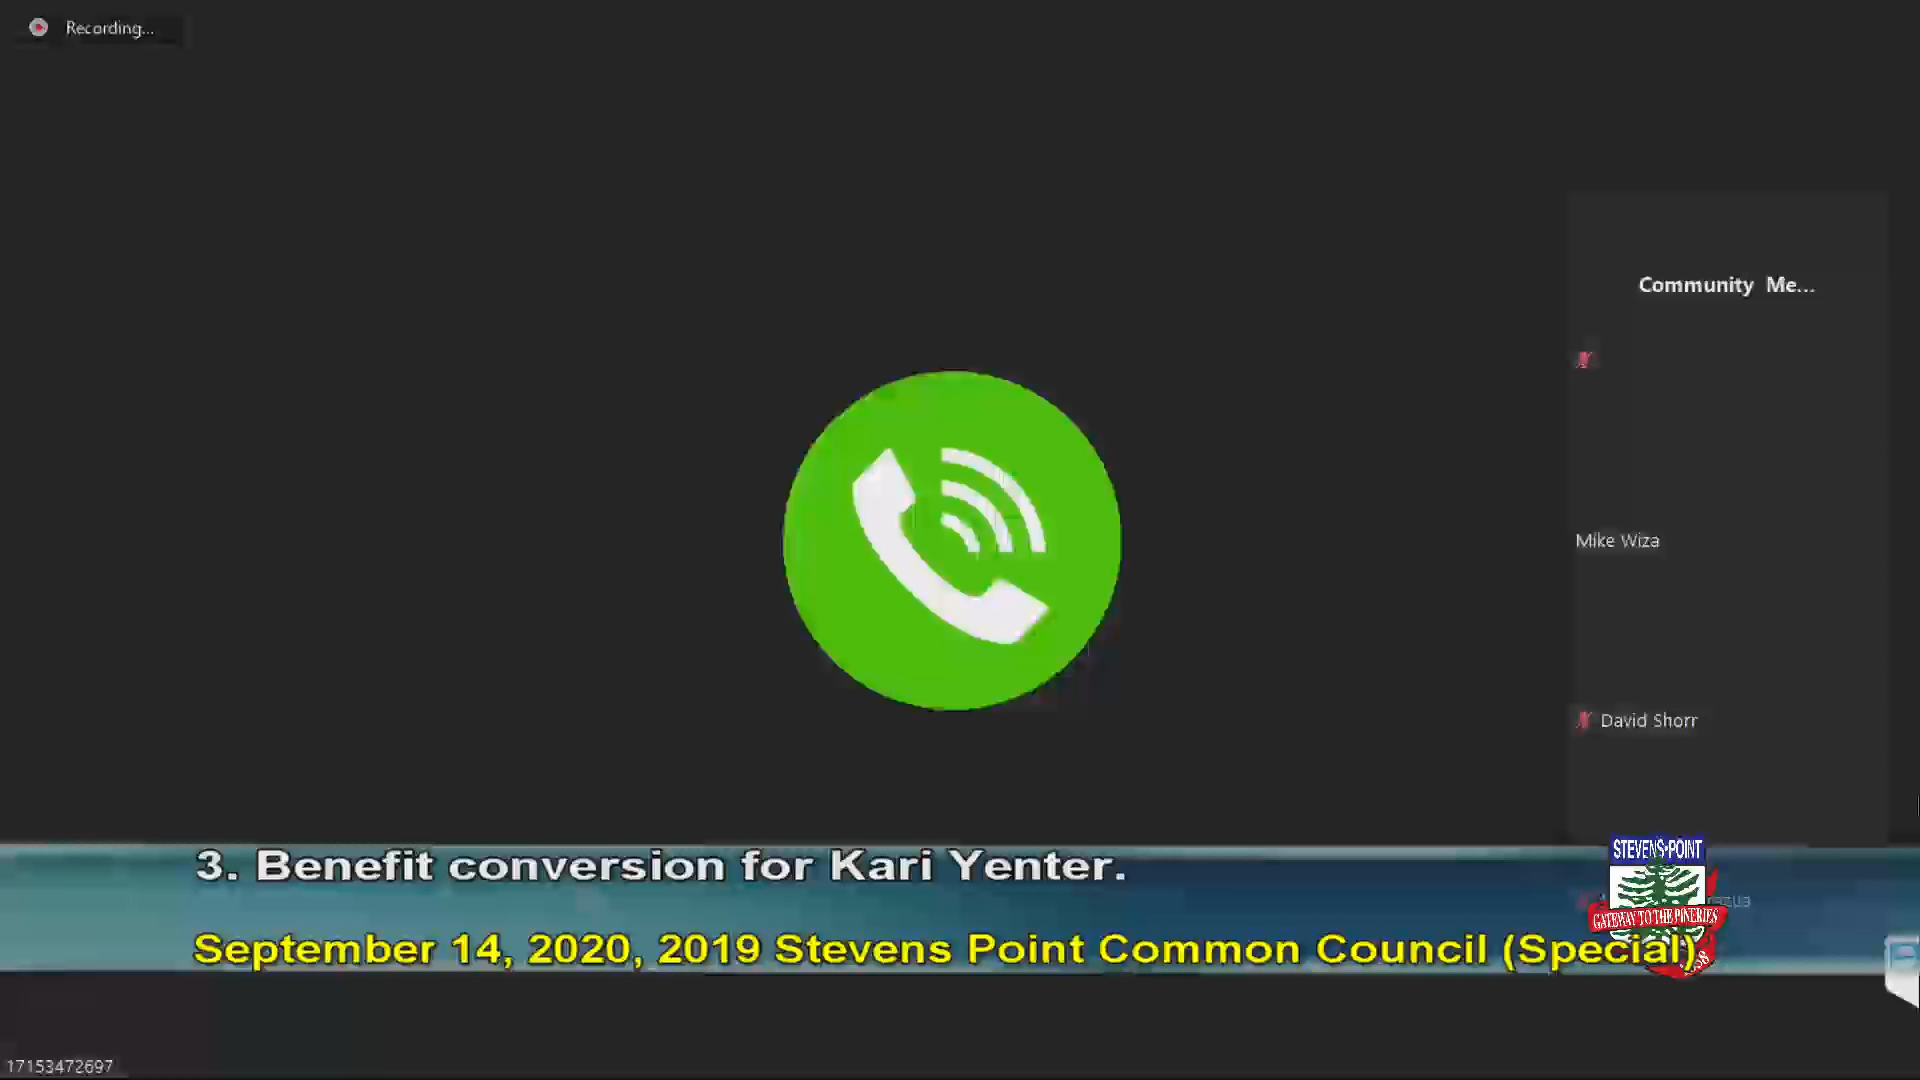 Recording...
Community Me...
Mike Wiza
David Shorr
3. Benefit conversion for Kari Yenter.
STEVENS POINT
GATEWAY TO THE PINERIES
September 14, 2020, 2019 Stevens Point Common Council (Special)
17153472697